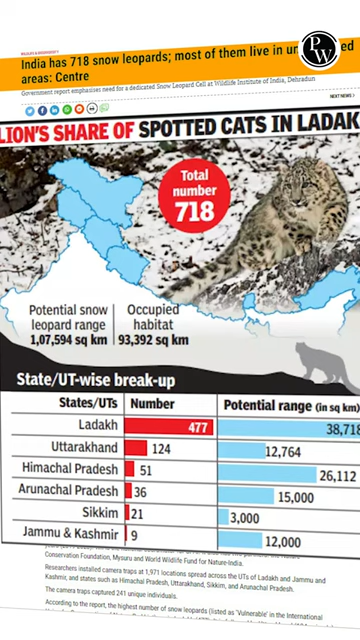 WILDLIFE & BIODIVERSITY
India has 718 snow leopards; most of them live in
areas: Centre
Government report emphasises need for a dedicated Snow Leopard Cell at Wildlife Institute of India, Dehradun
NEXT NEWS >
PW
LION'S SHARE OF SPOTTED CATS IN LADAK
Total
number
718
Potential snow
leopard range
1,07,594 sq km
Occupied
habitat
93,392 sq km
State/UT-wise break-up
States/UTs Number Potential range (in sq km)
Ladakh 477 38,718
Uttarakhand 124 12,764
Himachal Pradesh 51 26,112
Arunachal Pradesh 36 15,000
Sikkim 21 3,000
Jammu & Kashmir 9 12,000
Conservation Foundation, Mysuru and World Wildlife Fund for Nature-India.
Researchers installed camera traps at 1,971 locations spread across the UTs of Ladakh and Jammu and
Kashmir, and states such as Himachal Pradesh, Uttarakhand, Sikkim, and Arunachal Pradesh.
The camera traps captured 241 unique individuals.
According to the report, the highest number of snow leopards (listed as 'Vulnerable' in the International